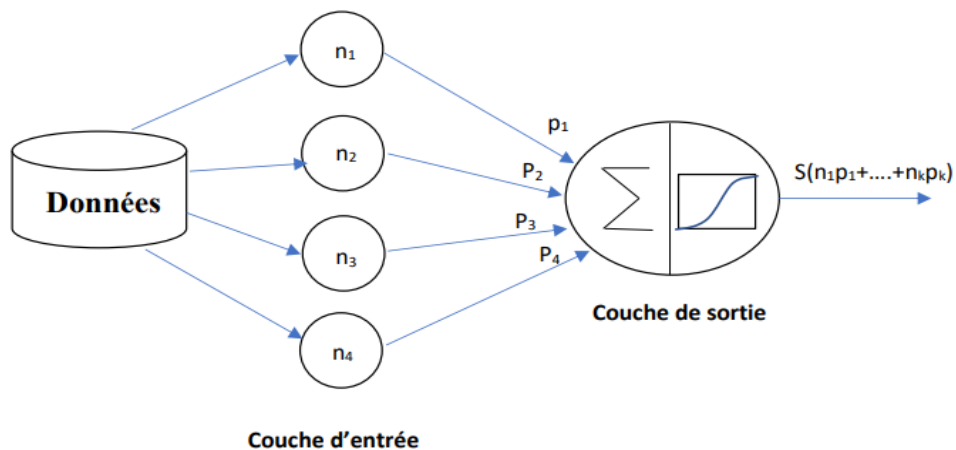 Données
n₁
n₂
n₃
n₄
p₁
P₂
P₃
P₄
S(n₁p₁+....+nₖpₖ)
Couche de sortie
Couche d’entrée